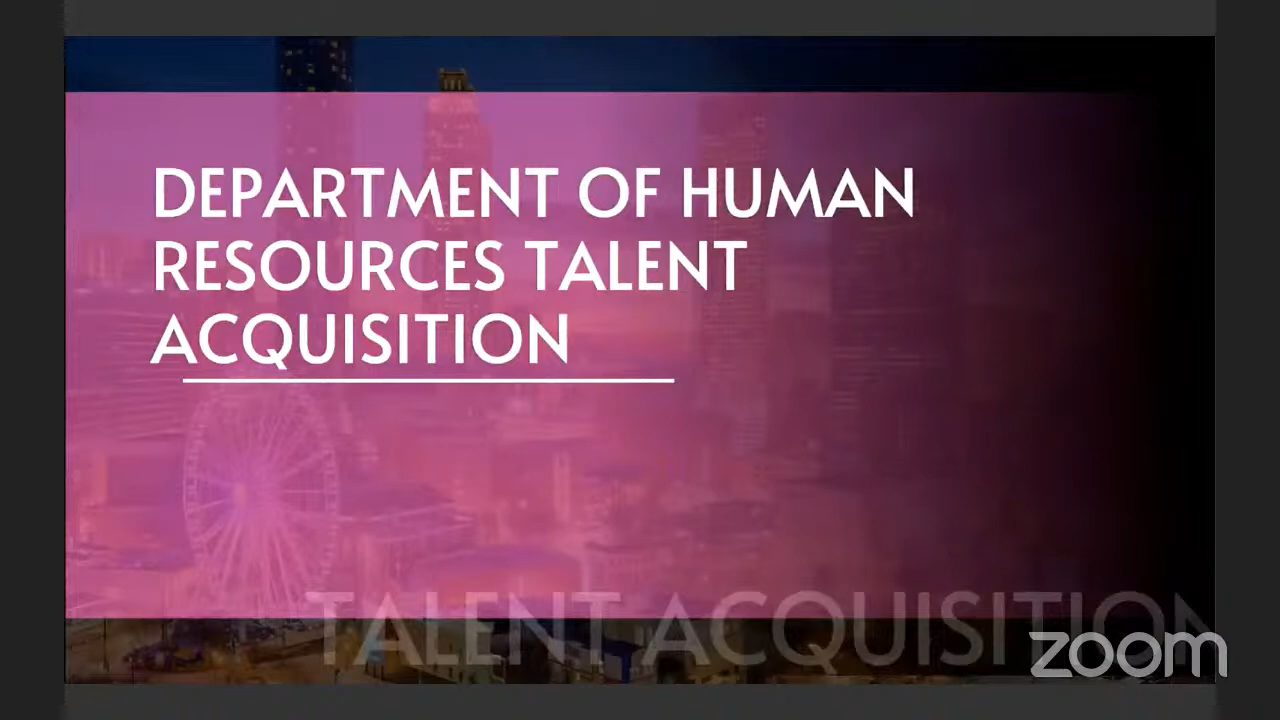 DEPARTMENT OF HUMAN
RESOURCES TALENT
ACQUISITION
TALENT ACQUISITION
zoom